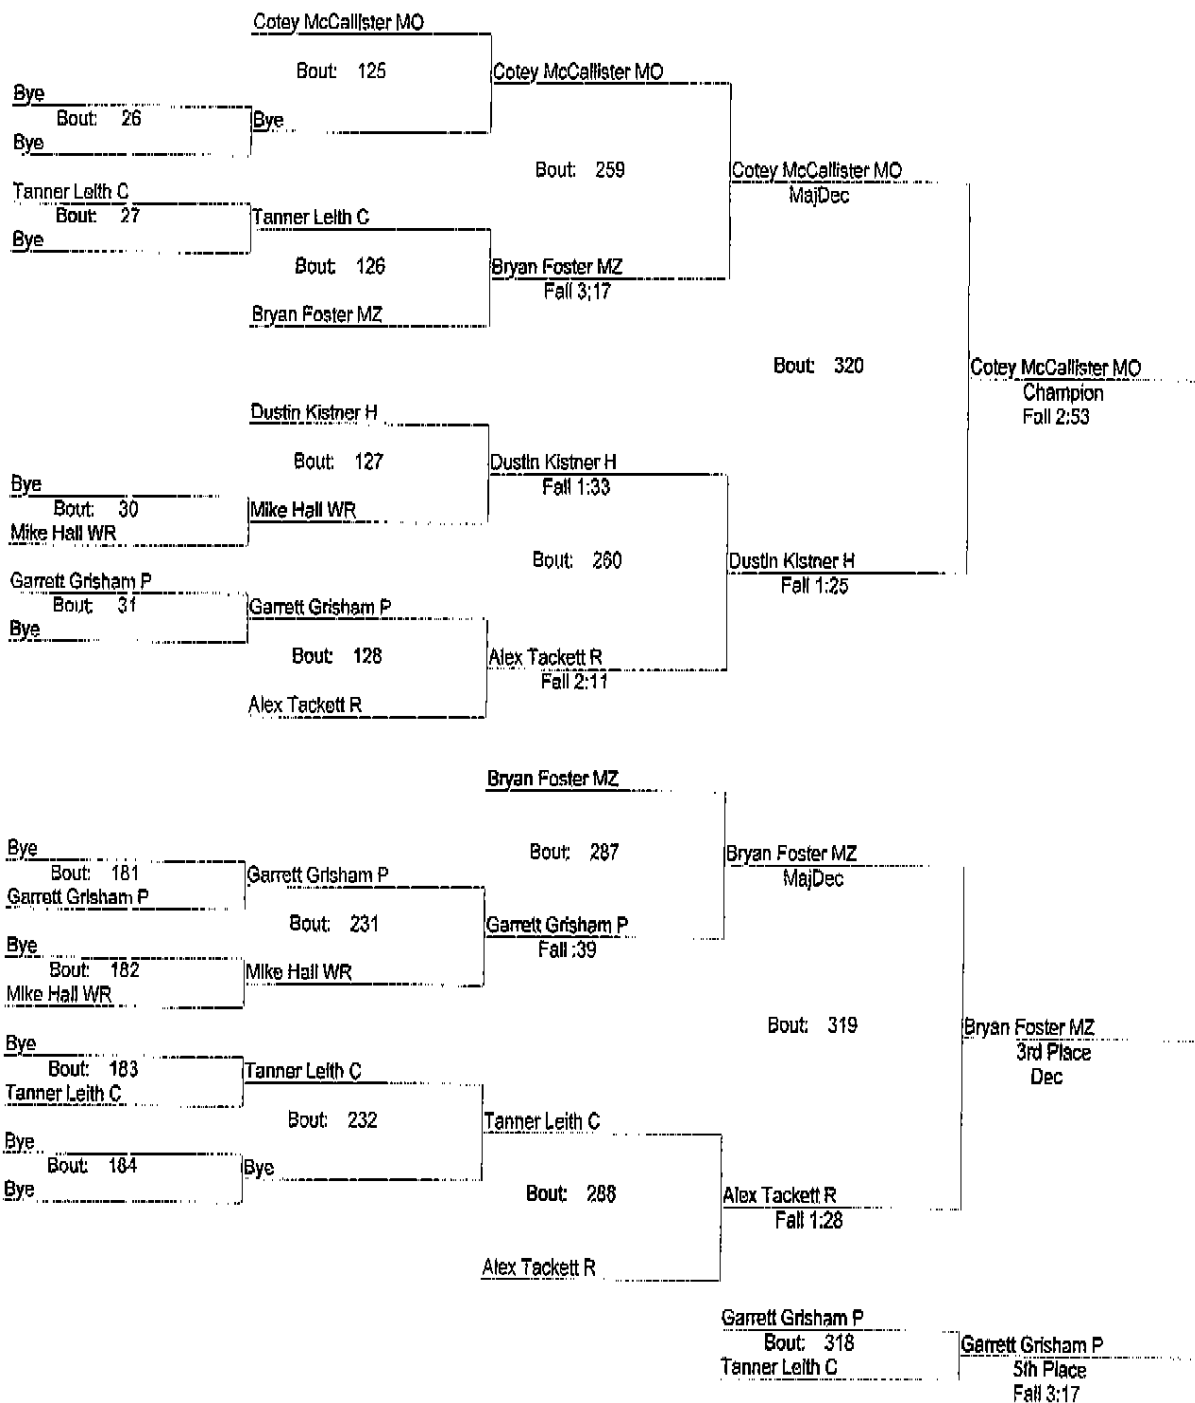 Cotey McCallister MO
Bout: 125
Cotey McCallister MO
Bye
Bout: 26
Bye
Bye
Bout: 259
Cotey McCallister MO
MajDec
Tanner Leith C
Bout: 27
Tanner Leith C
Bye
Bout: 126
Bryan Foster MZ
Fall 3;17
Bryan Foster MZ
Bout: 320
Cotey McCallister MO
Champion
Fall 2:53
Dustin Kistner H
Bout: 127
Dustin Kistner H
Fall 1:33
Bye
Bout: 30
Mike Hall WR
Mike Hall WR
Bout: 260
Dustin Kistner H
Fall 1:25
Garrett Grisham P
Bout: 31
Garrett Grisham P
Bye
Bout: 128
Alex Tackett R
Fall 2:11
Alex Tackett R
Bryan Foster MZ
Bout: 287
Bryan Foster MZ
MajDec
Bye
Bout: 181
Garrett Grisham P
Garrett Grisham P
Bout: 231
Garrett Grisham P
Fall :39
Bye
Bout: 182
Mike Hall WR
Mike Hall WR
Bout: 319
Bryan Foster MZ
3rd Place
Dec
Bye
Bout: 183
Tanner Leith C
Tanner Leith C
Bout: 232
Tanner Leith C
Bye
Bout: 184
Bye
Bye
Bout: 288
Alex Tackett R
Fall 1:28
Alex Tackett R
Garrett Grisham P
Bout: 318
Garrett Grisham P
Tanner Leith C
5th Place
Fall 3:17